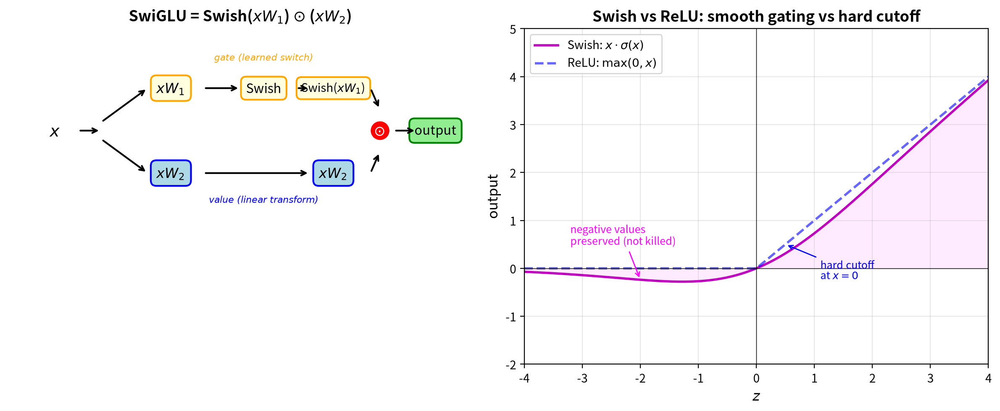 SwiGLU = Swish(xW₁) ⊙ (xW₂)
gate (learned switch)
xW₁
Swish
Swish(xW₁)
x
⊙
output
xW₂
xW₂
value (linear transform)
Swish vs ReLU: smooth gating vs hard cutoff
Swish: x · σ(x)
ReLU: max(0, x)
5
4
3
2
1
0
-1
-2
output
negative values
preserved (not killed)
hard cutoff
at x = 0
-4
-3
-2
-1
0
1
2
3
4
z